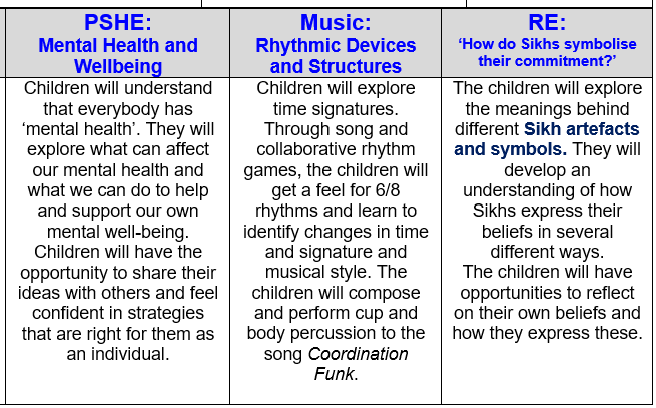 PSHE:
Mental Health and
Wellbeing
Children will understand
that everybody has
‘mental health’. They will
explore what can affect
our mental health and
what we can do to help
and support our own
mental well-being.
Children will have the
opportunity to share their
ideas with others and feel
confident in strategies
that are right for them as
an individual.
Music:
Rhythmic Devices
and Structures
Children will explore
time signatures.
Through song and
collaborative rhythm
games, the children will
get a feel for 6/8
rhythms and learn to
identify changes in time
and signature and
musical style. The
children will compose
and perform cup and
body percussion to the
song Coordination
Funk.
RE:
‘How do Sikhs symbolise
their commitment?’
The children will explore
the meanings behind
different Sikh artefacts
and symbols. They will
develop an
understanding of how
Sikhs express their
beliefs in several
different ways.
The children will have
opportunities to reflect
on their own beliefs and
how they express these.